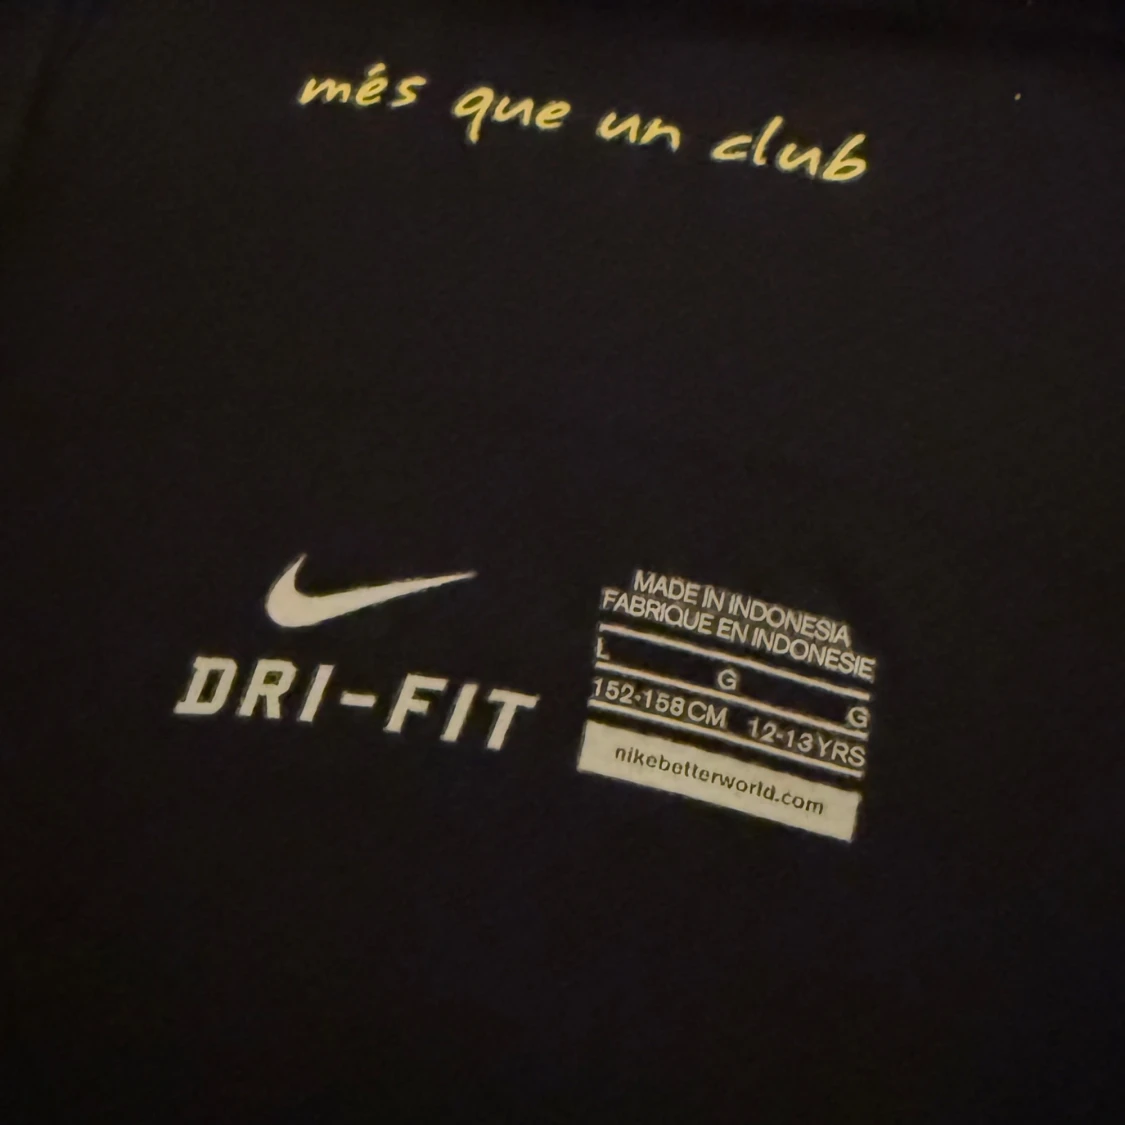 més que un club
DRI-FIT
MADE IN INDONESIA
FABRIQUE EN INDONESIE
L G G
152-158 CM 12-13 YRS
nikebetterworld.com